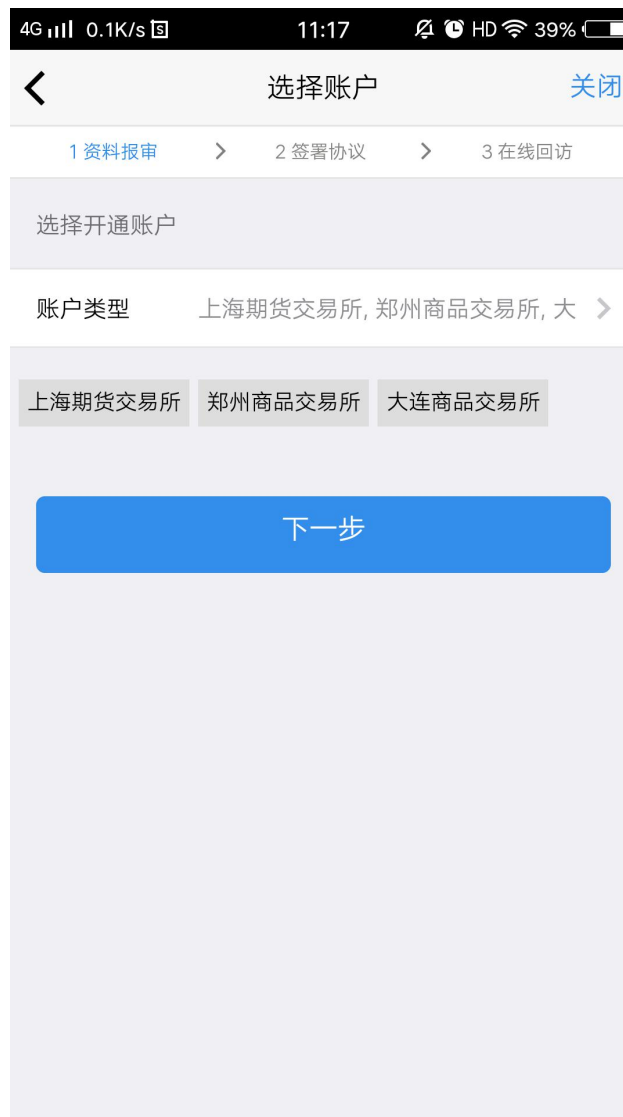 4G 0.1K/s S 11:17 HD 39%
选择账户 关闭
1 资料报审 > 2 签署协议 > 3 在线回访
选择开通账户
账户类型 上海期货交易所, 郑州商品交易所, 大
上海期货交易所 郑州商品交易所 大连商品交易所
下一步